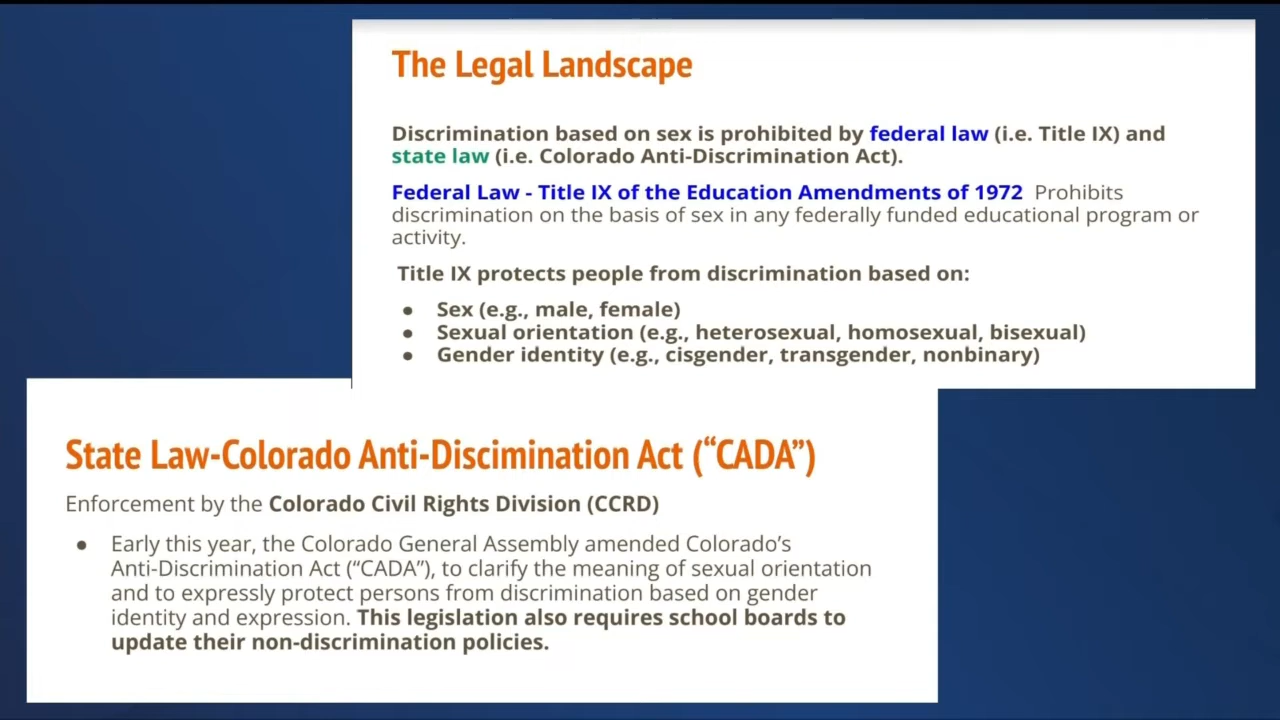 The Legal Landscape
Discrimination based on sex is prohibited by federal law (i.e. Title IX) and
state law (i.e. Colorado Anti-Discrimination Act).
Federal Law - Title IX of the Education Amendments of 1972 Prohibits
discrimination on the basis of sex in any federally funded educational program or
activity.
Title IX protects people from discrimination based on:
● Sex (e.g., male, female)
● Sexual orientation (e.g., heterosexual, homosexual, bisexual)
● Gender identity (e.g., cisgender, transgender, nonbinary)
State Law-Colorado Anti-Discimination Act (“CADA”)
Enforcement by the Colorado Civil Rights Division (CCRD)
● Early this year, the Colorado General Assembly amended Colorado’s
Anti-Discrimination Act (“CADA”), to clarify the meaning of sexual orientation
and to expressly protect persons from discrimination based on gender
identity and expression. This legislation also requires school boards to
update their non-discrimination policies.